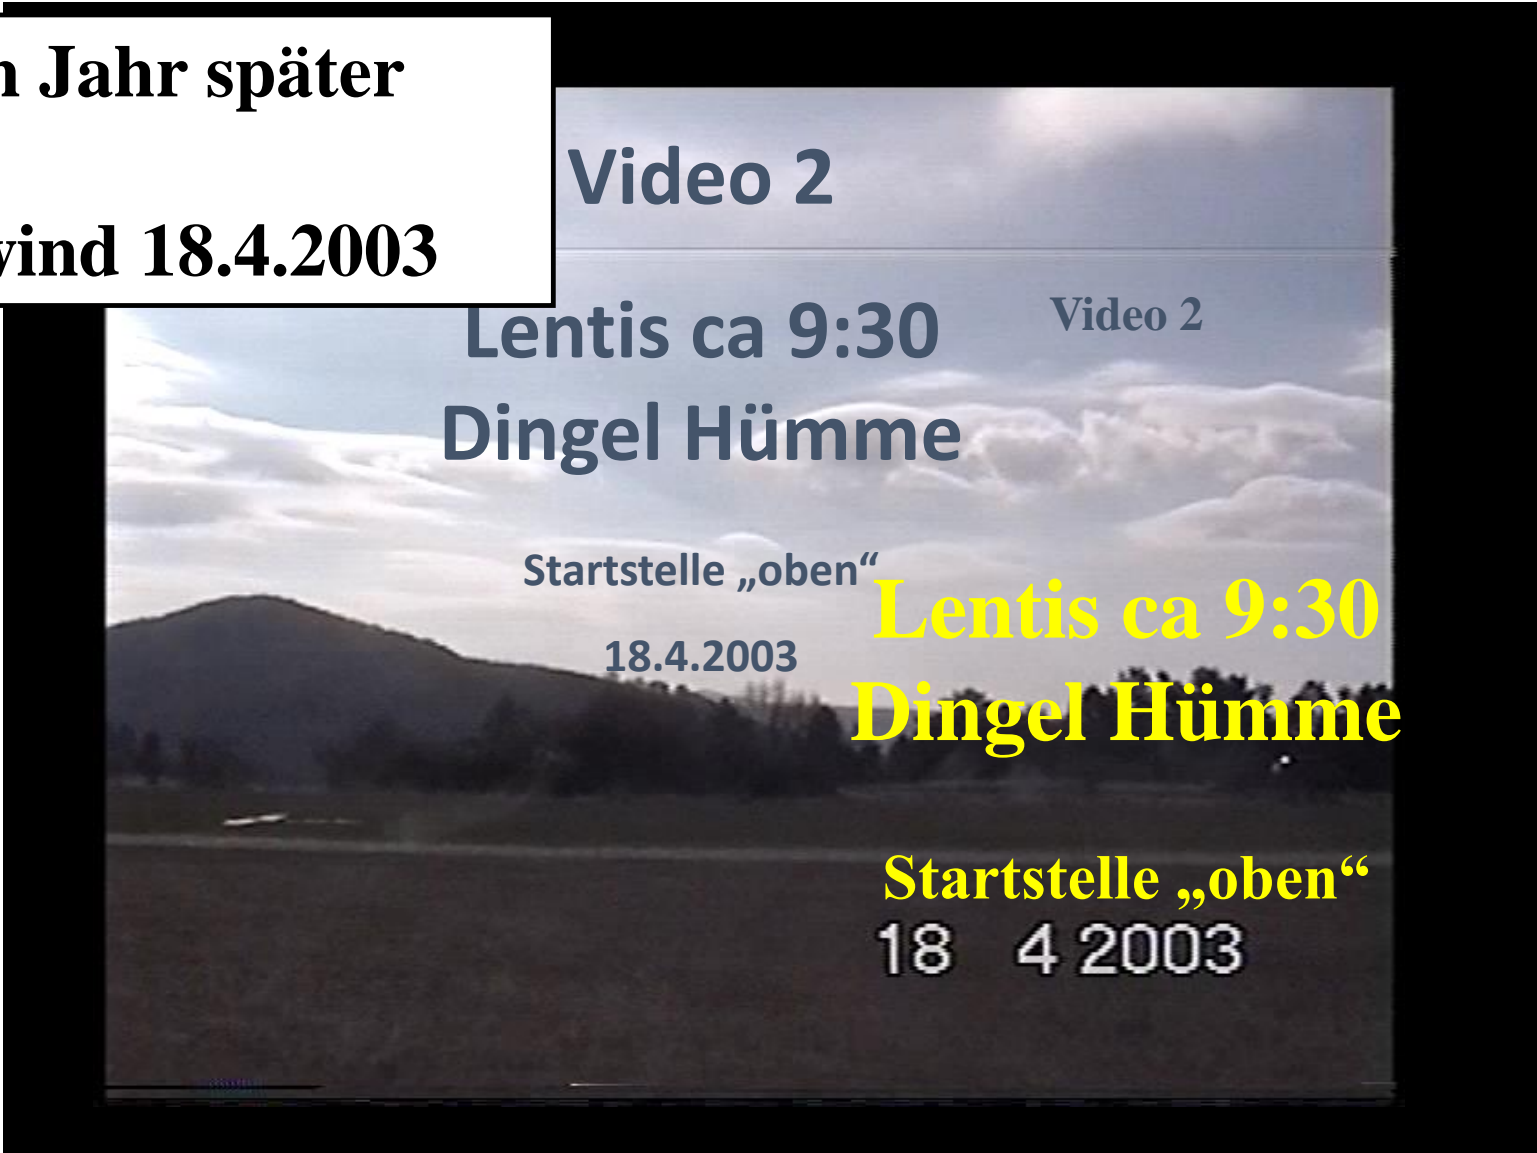 Jahr später
18.4.2003
Video 2
Lentis ca 9:30
Dingel Hümme
Startstelle „oben“
18.4.2003
Video 2
Lentis ca 9:30
Dingel Hümme
Startstelle „oben“
18 4 2003